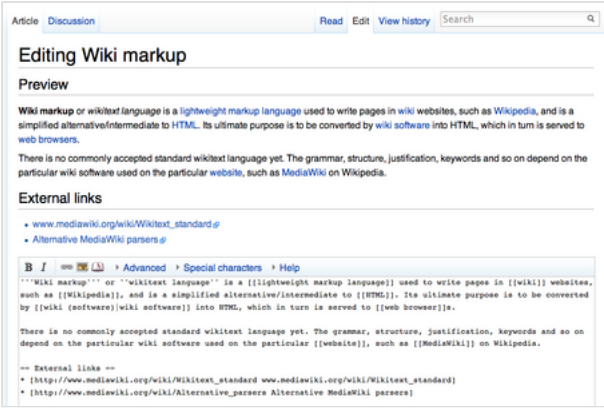 Article Discussion Read Edit View history Search
Editing Wiki markup
Preview
Wiki markup or wikitext language is a lightweight markup language used to write pages in wiki websites, such as Wikipedia, and is a
simplified alternative/intermediate to HTML. Its ultimate purpose is to be converted by wiki software into HTML, which in turn is served to
web browsers.
There is no commonly accepted standard wikitext language yet. The grammar, structure, justification, keywords and so on depend on the
particular wiki software used on the particular website, such as MediaWiki on Wikipedia.
External links
• www.mediawiki.org/wiki/Wikitext_standard
• Alternative MediaWiki parsers
B I Advanced Special characters Help
'''Wiki markup''' or ''wikitext language'' is a [[lightweight markup language]] used to write pages in [[wiki]] websites,
such as [[Wikipedia]], and is a simplified alternative/intermediate to [[HTML]]. Its ultimate purpose is to be converted
by [[wiki (software)|wiki software]] into HTML, which in turn is served to [[web browser]]s.
There is no commonly accepted standard wikitext language yet. The grammar, structure, justification, keywords and so on
depend on the particular wiki software used on the particular [[website]], such as [[MediaWiki]] on Wikipedia.
== External links ==
* [http://www.mediawiki.org/wiki/Wikitext_standard www.mediawiki.org/wiki/Wikitext_standard]
* [http://www.mediawiki.org/wiki/Alternative_parsers Alternative MediaWiki parsers]